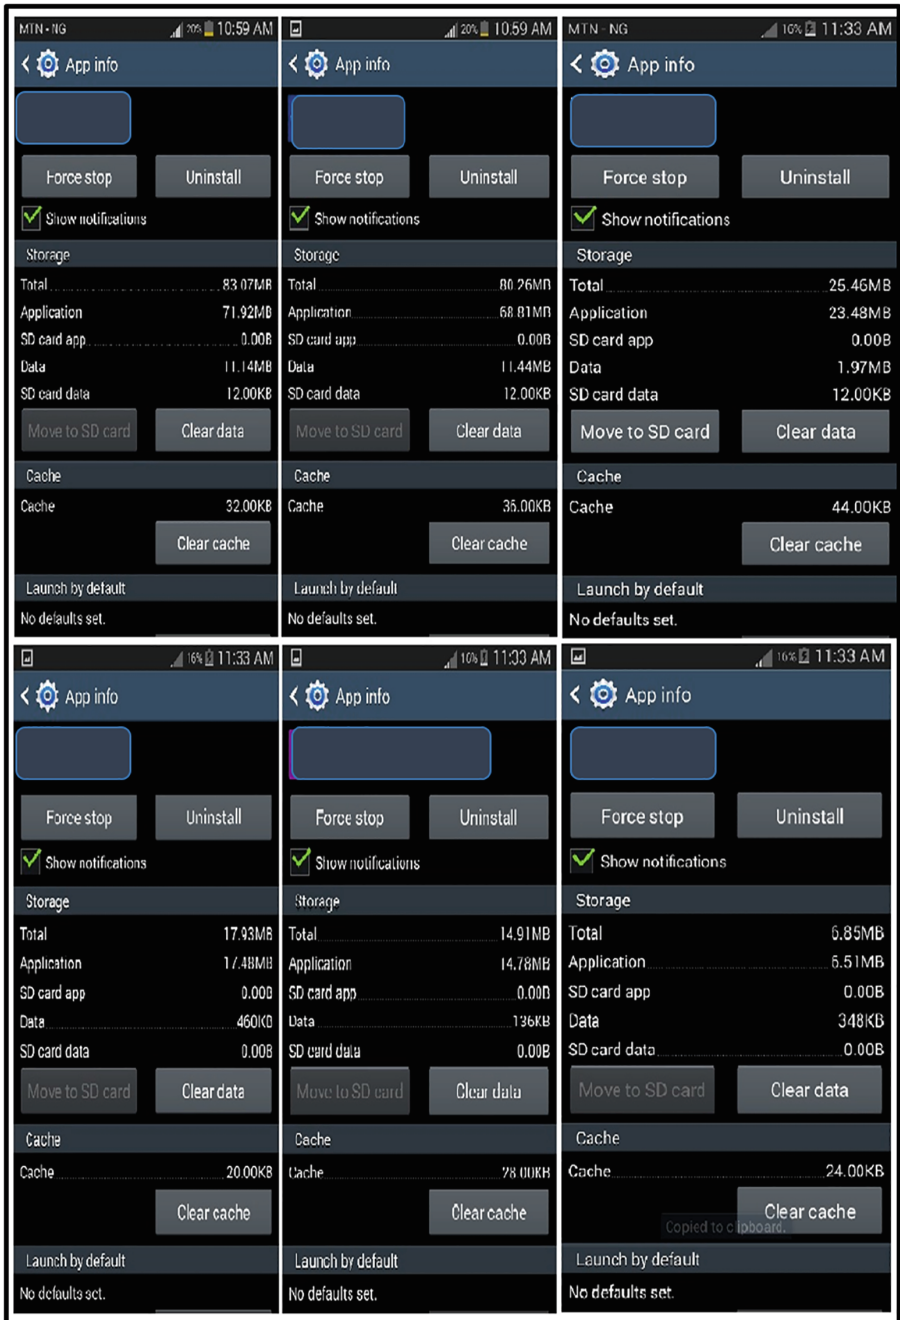 MTN-NG 20% 10:59 AM
App info
Force stop Uninstall
Show notifications
Storage
Total 83.07MB
Application 71.92MB
SD card app 0.00B
Data 11.14MB
SD card data 12.00KB
Move to SD card Clear data
Cache
Cache 32.00KB
Clear cache
Launch by default
No defaults set.
20% 10:59 AM
App info
Force stop Uninstall
Show notifications
Storage
Total 80.26MB
Application 68.81MB
SD card app 0.00B
Data 11.44MB
SD card data 12.00KB
Move to SD card Clear data
Cache
Cache 36.00KB
Clear cache
Launch by default
No defaults set.
MTN-NG 16% 11:33 AM
App info
Force stop Uninstall
Show notifications
Storage
Total 25.46MB
Application 23.48MB
SD card app 0.00B
Data 1.97MB
SD card data 12.00KB
Move to SD card Clear data
Cache
Cache 44.00KB
Clear cache
Launch by default
No defaults set.
16% 11:33 AM
App info
Force stop Uninstall
Show notifications
Storage
Total 17.93MB
Application 17.48MB
SD card app 0.00B
Data 460KB
SD card data 0.00B
Move to SD card Clear data
Cache
Cache 20.00KB
Clear cache
Launch by default
No defaults set.
16% 11:33 AM
App info
Force stop Uninstall
Show notifications
Storage
Total 14.91MB
Application 14.78MB
SD card app 0.00B
Data 136KB
SD card data 0.00B
Move to SD card Clear data
Cache
Cache 28.00KB
Clear cache
Launch by default
No defaults set.
16% 11:33 AM
App info
Force stop Uninstall
Show notifications
Storage
Total 6.85MB
Application 6.51MB
SD card app 0.00B
Data 348KB
SD card data 0.00B
Move to SD card Clear data
Cache
Cache 24.00KB
Clear cache
Copied to clipboard.
Launch by default
No defaults set.